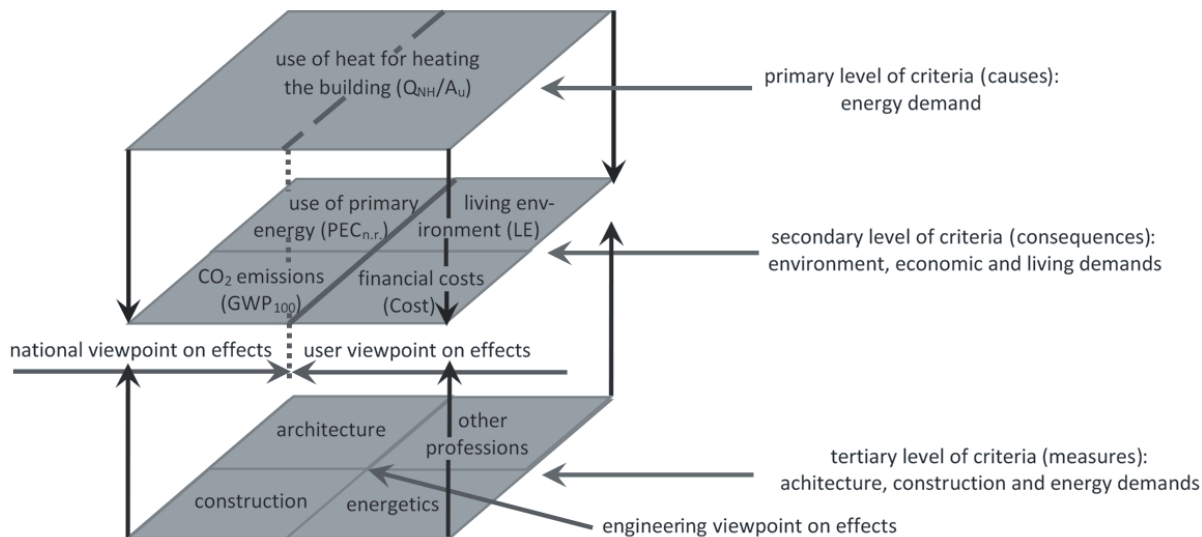 use of heat for heating
the building (QNH/Au)
primary level of criteria (causes):
energy demand
use of primary
energy (PECn.r.)
living env-
ironment (LE)
secondary level of criteria (consequences):
environment, economic and living demands
CO2 emissions
(GWP100)
financial costs
(Cost)
national viewpoint on effects
user viewpoint on effects
architecture
other
professions
tertiary level of criteria (measures):
achitecture, construction and energy demands
construction
energetics
engineering viewpoint on effects